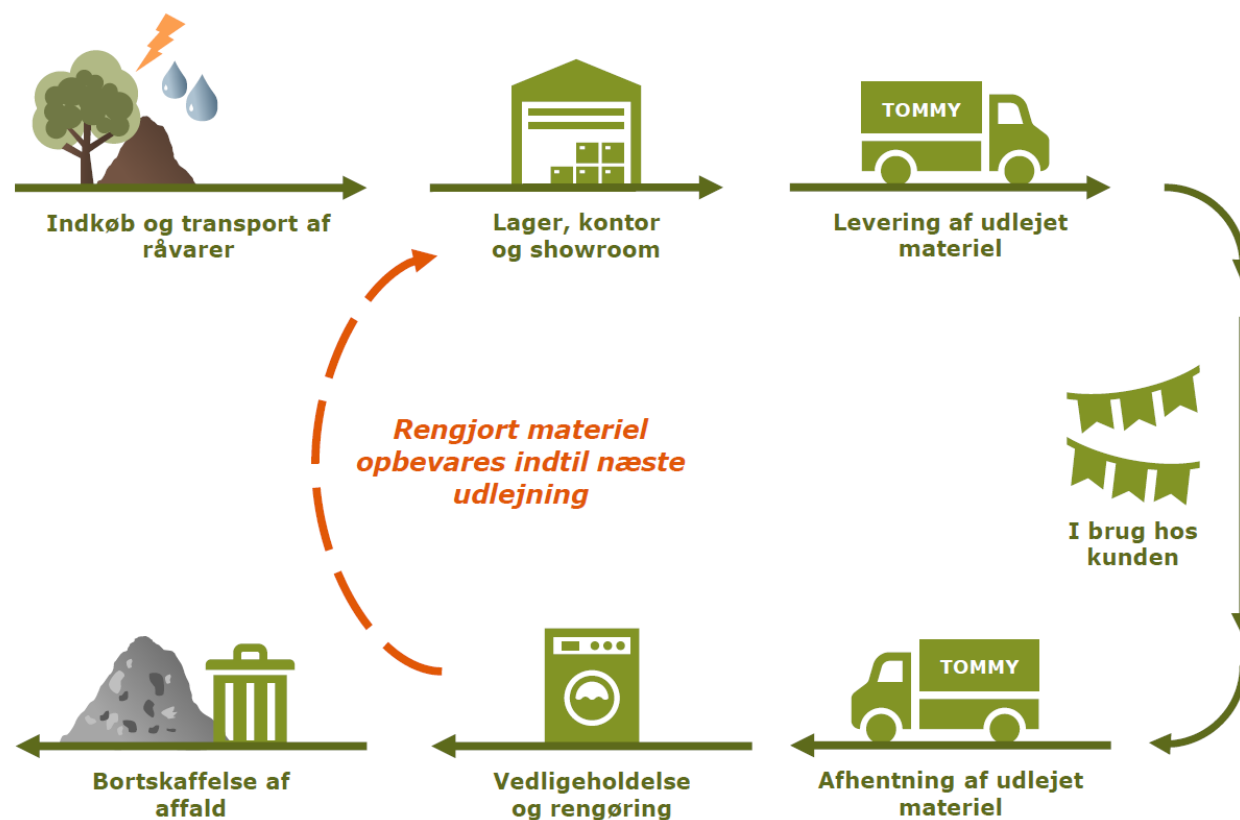 TOMMY
Indkøb og transport af
råvarer
Lager, kontor
og showroom
Levering af udlejet
materiel
Rengjort materiel
opbevares indtil næste
udlejning
I brug hos
kunden
TOMMY
Bortskaffelse af
affald
Vedligeholdelse
og rengøring
Afhentning af udlejet
materiel